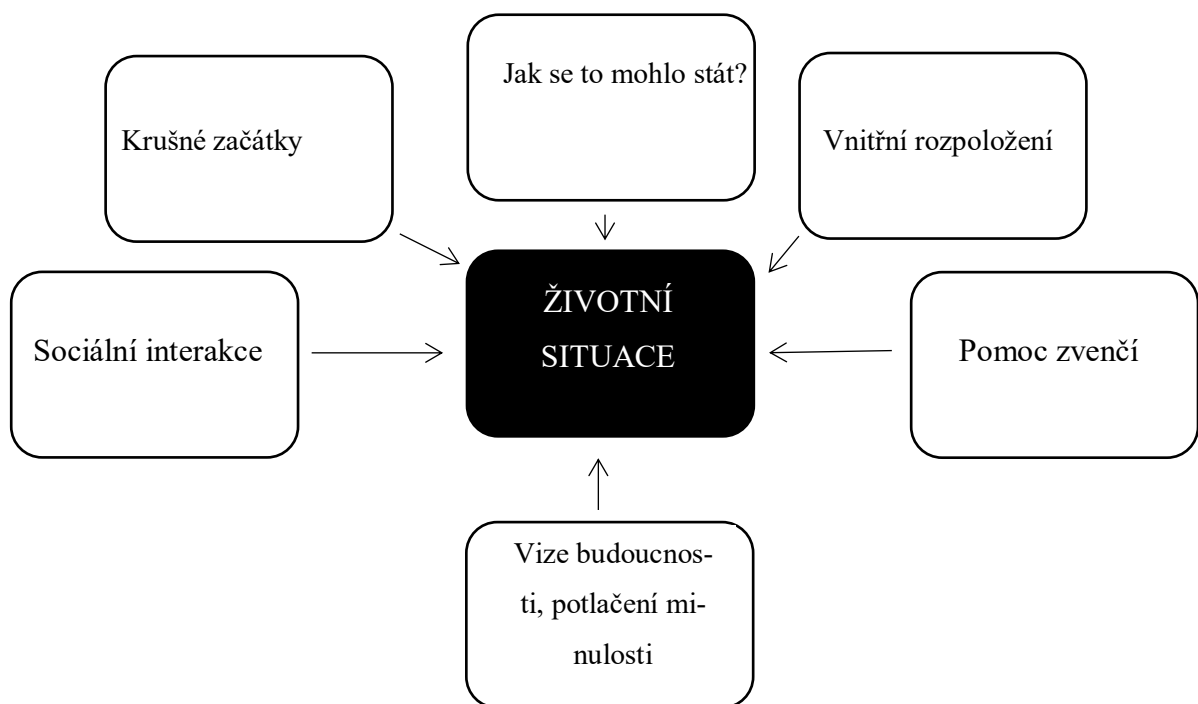 Jak se to mohlo stát?
Krušné začátky
Vnitřní rozpoložení
ŽIVOTNÍ
SITUACE
Sociální interakce
Pomoc zvenčí
Vize budoucnos-
ti, potlačení mi-
nulosti